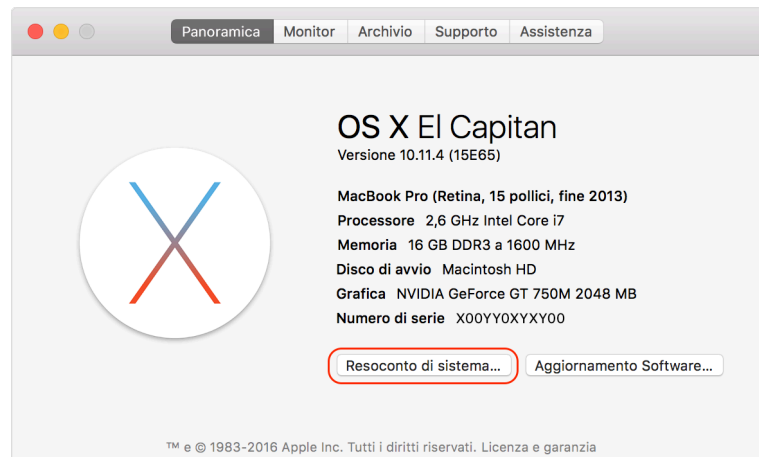 Panoramica Monitor Archivio Supporto Assistenza
OS X El Capitan
Versione 10.11.4 (15E65)
MacBook Pro (Retina, 15 pollici, fine 2013)
Processore 2,6 GHz Intel Core i7
Memoria 16 GB DDR3 a 1600 MHz
Disco di avvio Macintosh HD
Grafica NVIDIA GeForce GT 750M 2048 MB
Numero di serie X00YY0XYXY00
Resoconto di sistema... Aggiornamento Software...
™ e © 1983-2016 Apple Inc. Tutti i diritti riservati. Licenza e garanzia